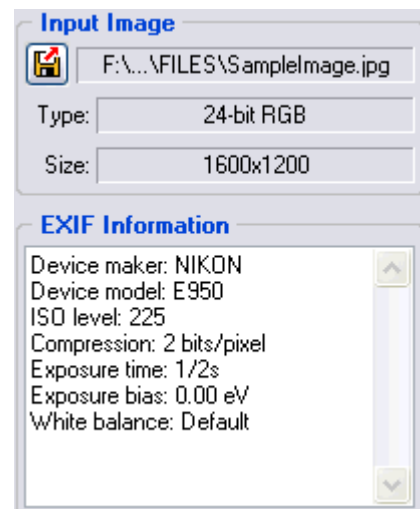 Input Image
F:\...\FILES\SampleImage.jpg
Type: 24-bit RGB
Size: 1600x1200
EXIF Information
Device maker: NIKON
Device model: E950
ISO level: 225
Compression: 2 bits/pixel
Exposure time: 1/2s
Exposure bias: 0.00 eV
White balance: Default